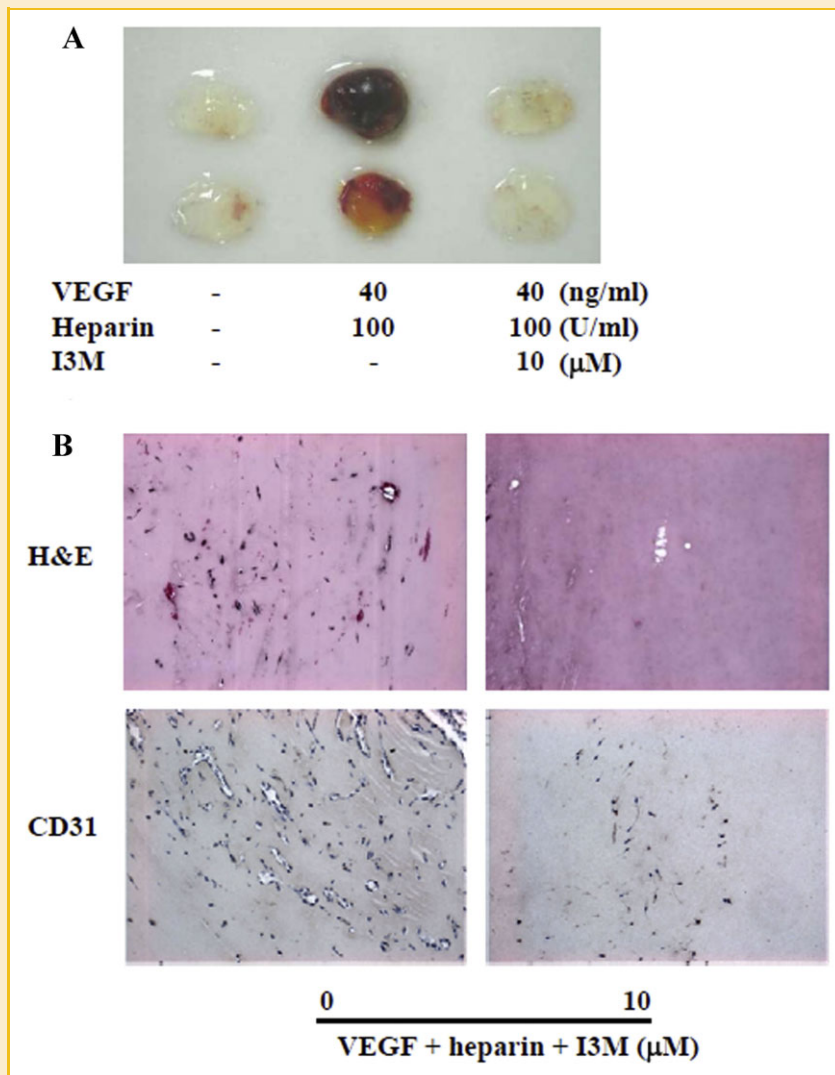 A
VEGF - 40 40 (ng/ml)
Heparin - 100 100 (U/ml)
I3M - - 10 (μM)
B
H&E
CD31
0 10
VEGF + heparin + I3M (μM)